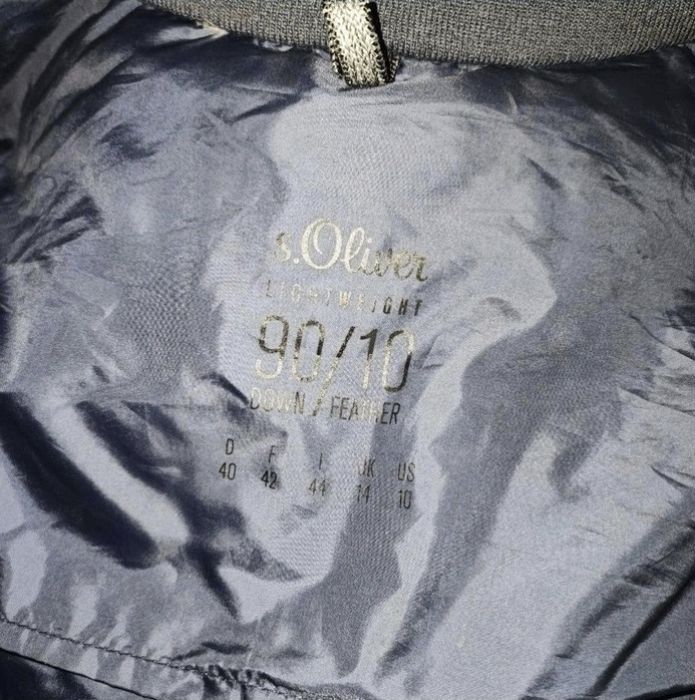 s.Oliver
LIGHTWEIGHT
90/10
DOWN / FEATHER
D F I UK US
40 42 44 14 10